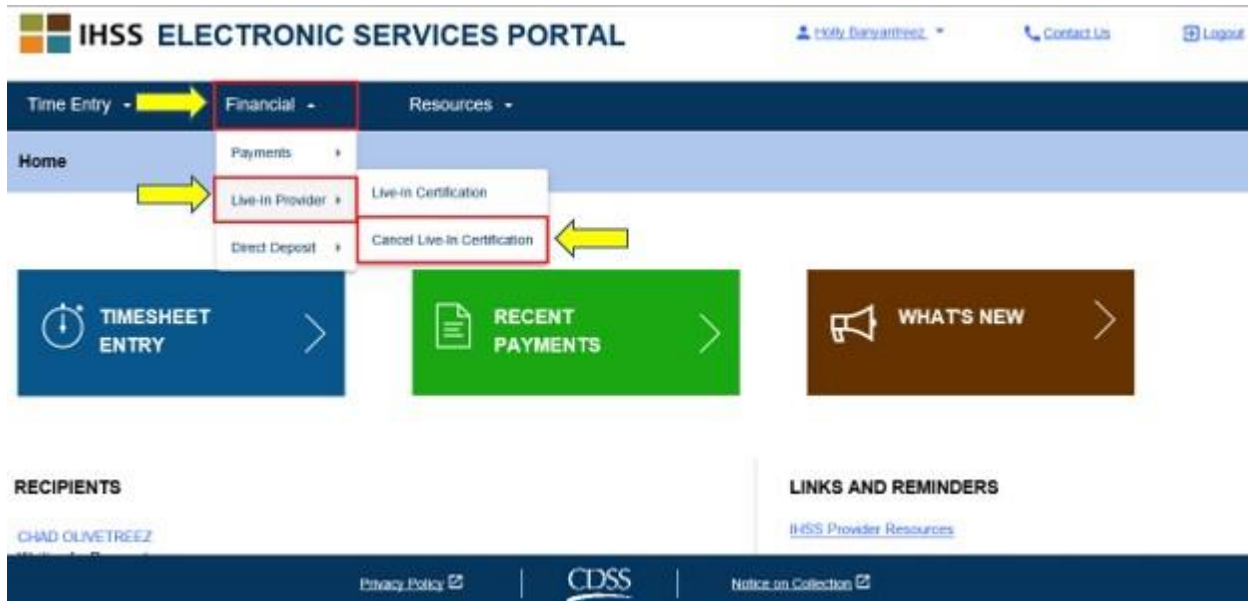 IHSS ELECTRONIC SERVICES PORTAL
Holly Banyantreez
Contact Us
Logout
Time Entry
Financial
Resources
Home
Payments
Live-In Provider
Live-In Certification
Direct Deposit
Cancel Live-In Certification
TIMESHEET
ENTRY
RECENT
PAYMENTS
WHAT'S NEW
RECIPIENTS
LINKS AND REMINDERS
CHAD OLIVETREEZ
IHSS Provider Resources
Privacy Policy
CDSS
Notice on Collection